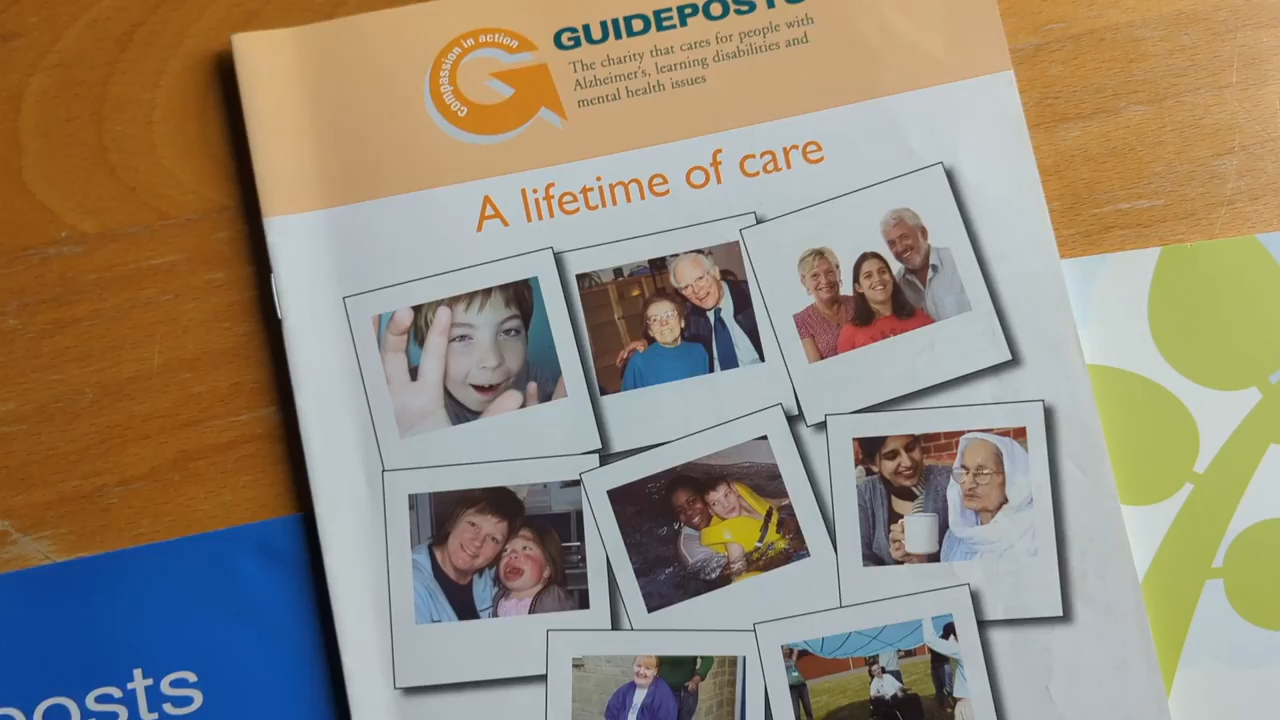 compassion in action
GUIDEPOSTS
The charity that cares for people with
Alzheimer's, learning disabilities and
mental health issues
A lifetime of care
posts